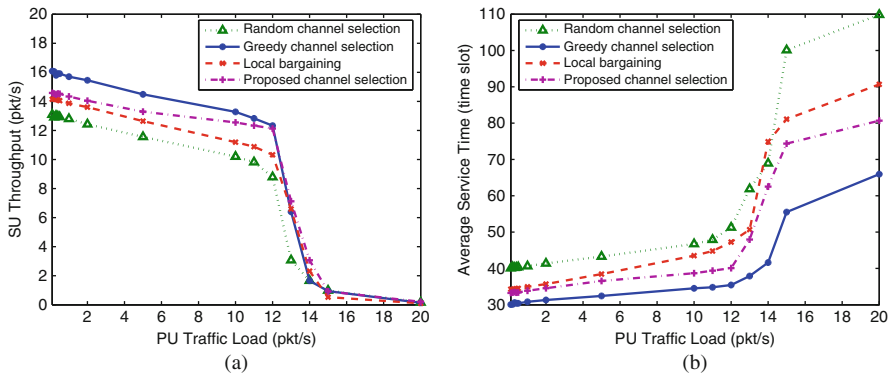 20
18
16
14
12
10
8
6
4
2
0
SU Throughput (pkt/s)
Random channel selection
Greedy channel selection
Local bargaining
Proposed channel selection
2 4 6 8 10 12 14 16 18 20
PU Traffic Load (pkt/s)
(a)
110
100
90
80
70
60
50
40
30
Average Service Time (time slot)
Random channel selection
Greedy channel selection
Local bargaining
Proposed channel selection
2 4 6 8 10 12 14 16 18 20
PU Traffic Load (pkt/s)
(b)